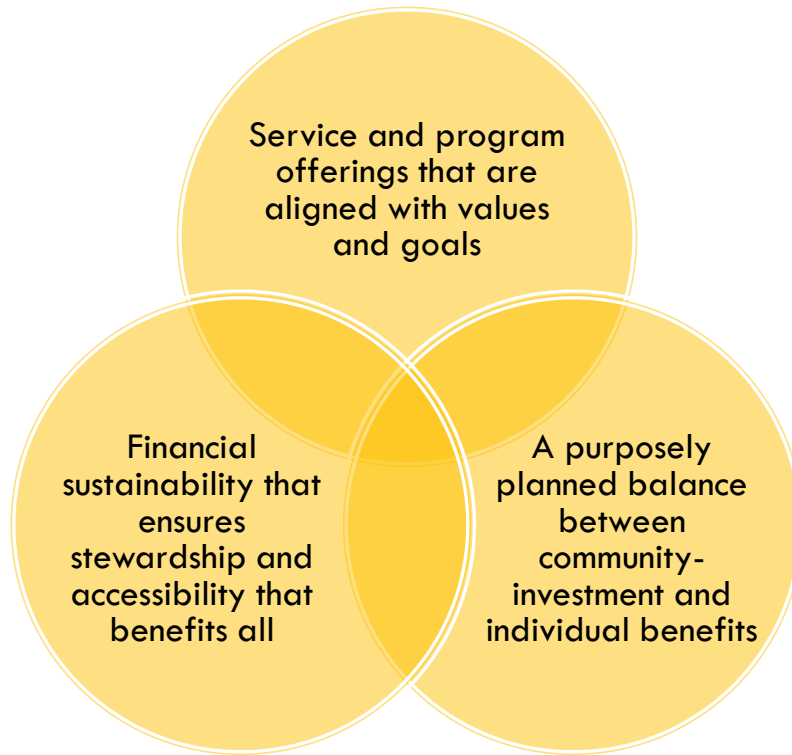 Service and program
offerings that are
aligned with values
and goals
Financial
sustainability that
ensures
stewardship and
accessibility that
benefits all
A purposely
planned balance
between
community-
investment and
individual benefits